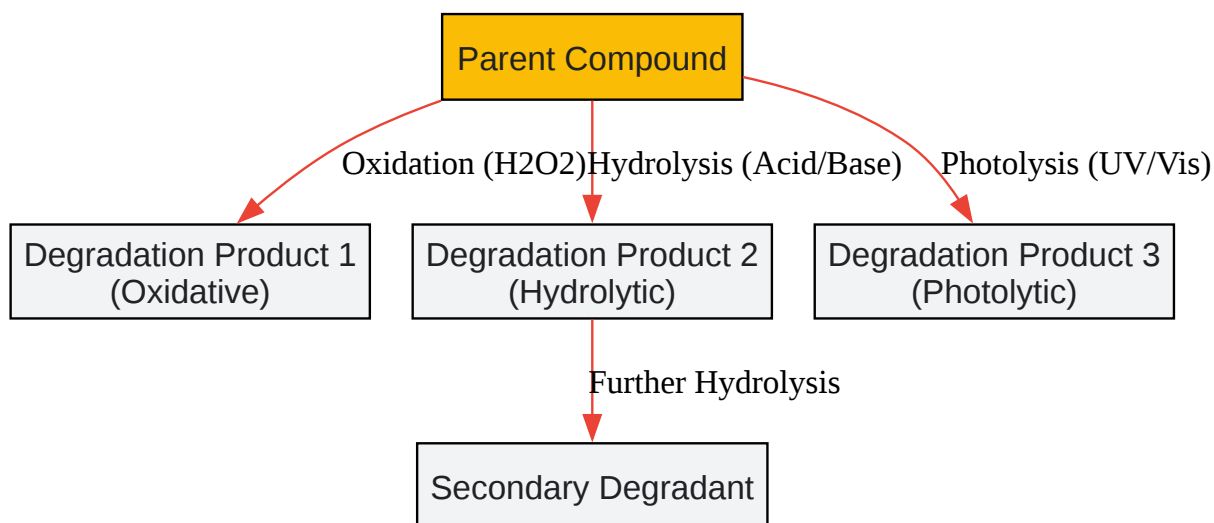 Parent Compound
Oxidation (H2O2)
Hydrolysis (Acid/Base)
Photolysis (UV/Vis)
Degradation Product 1
(Oxidative)
Degradation Product 2
(Hydrolytic)
Degradation Product 3
(Photolytic)
Further Hydrolysis
Secondary Degradant